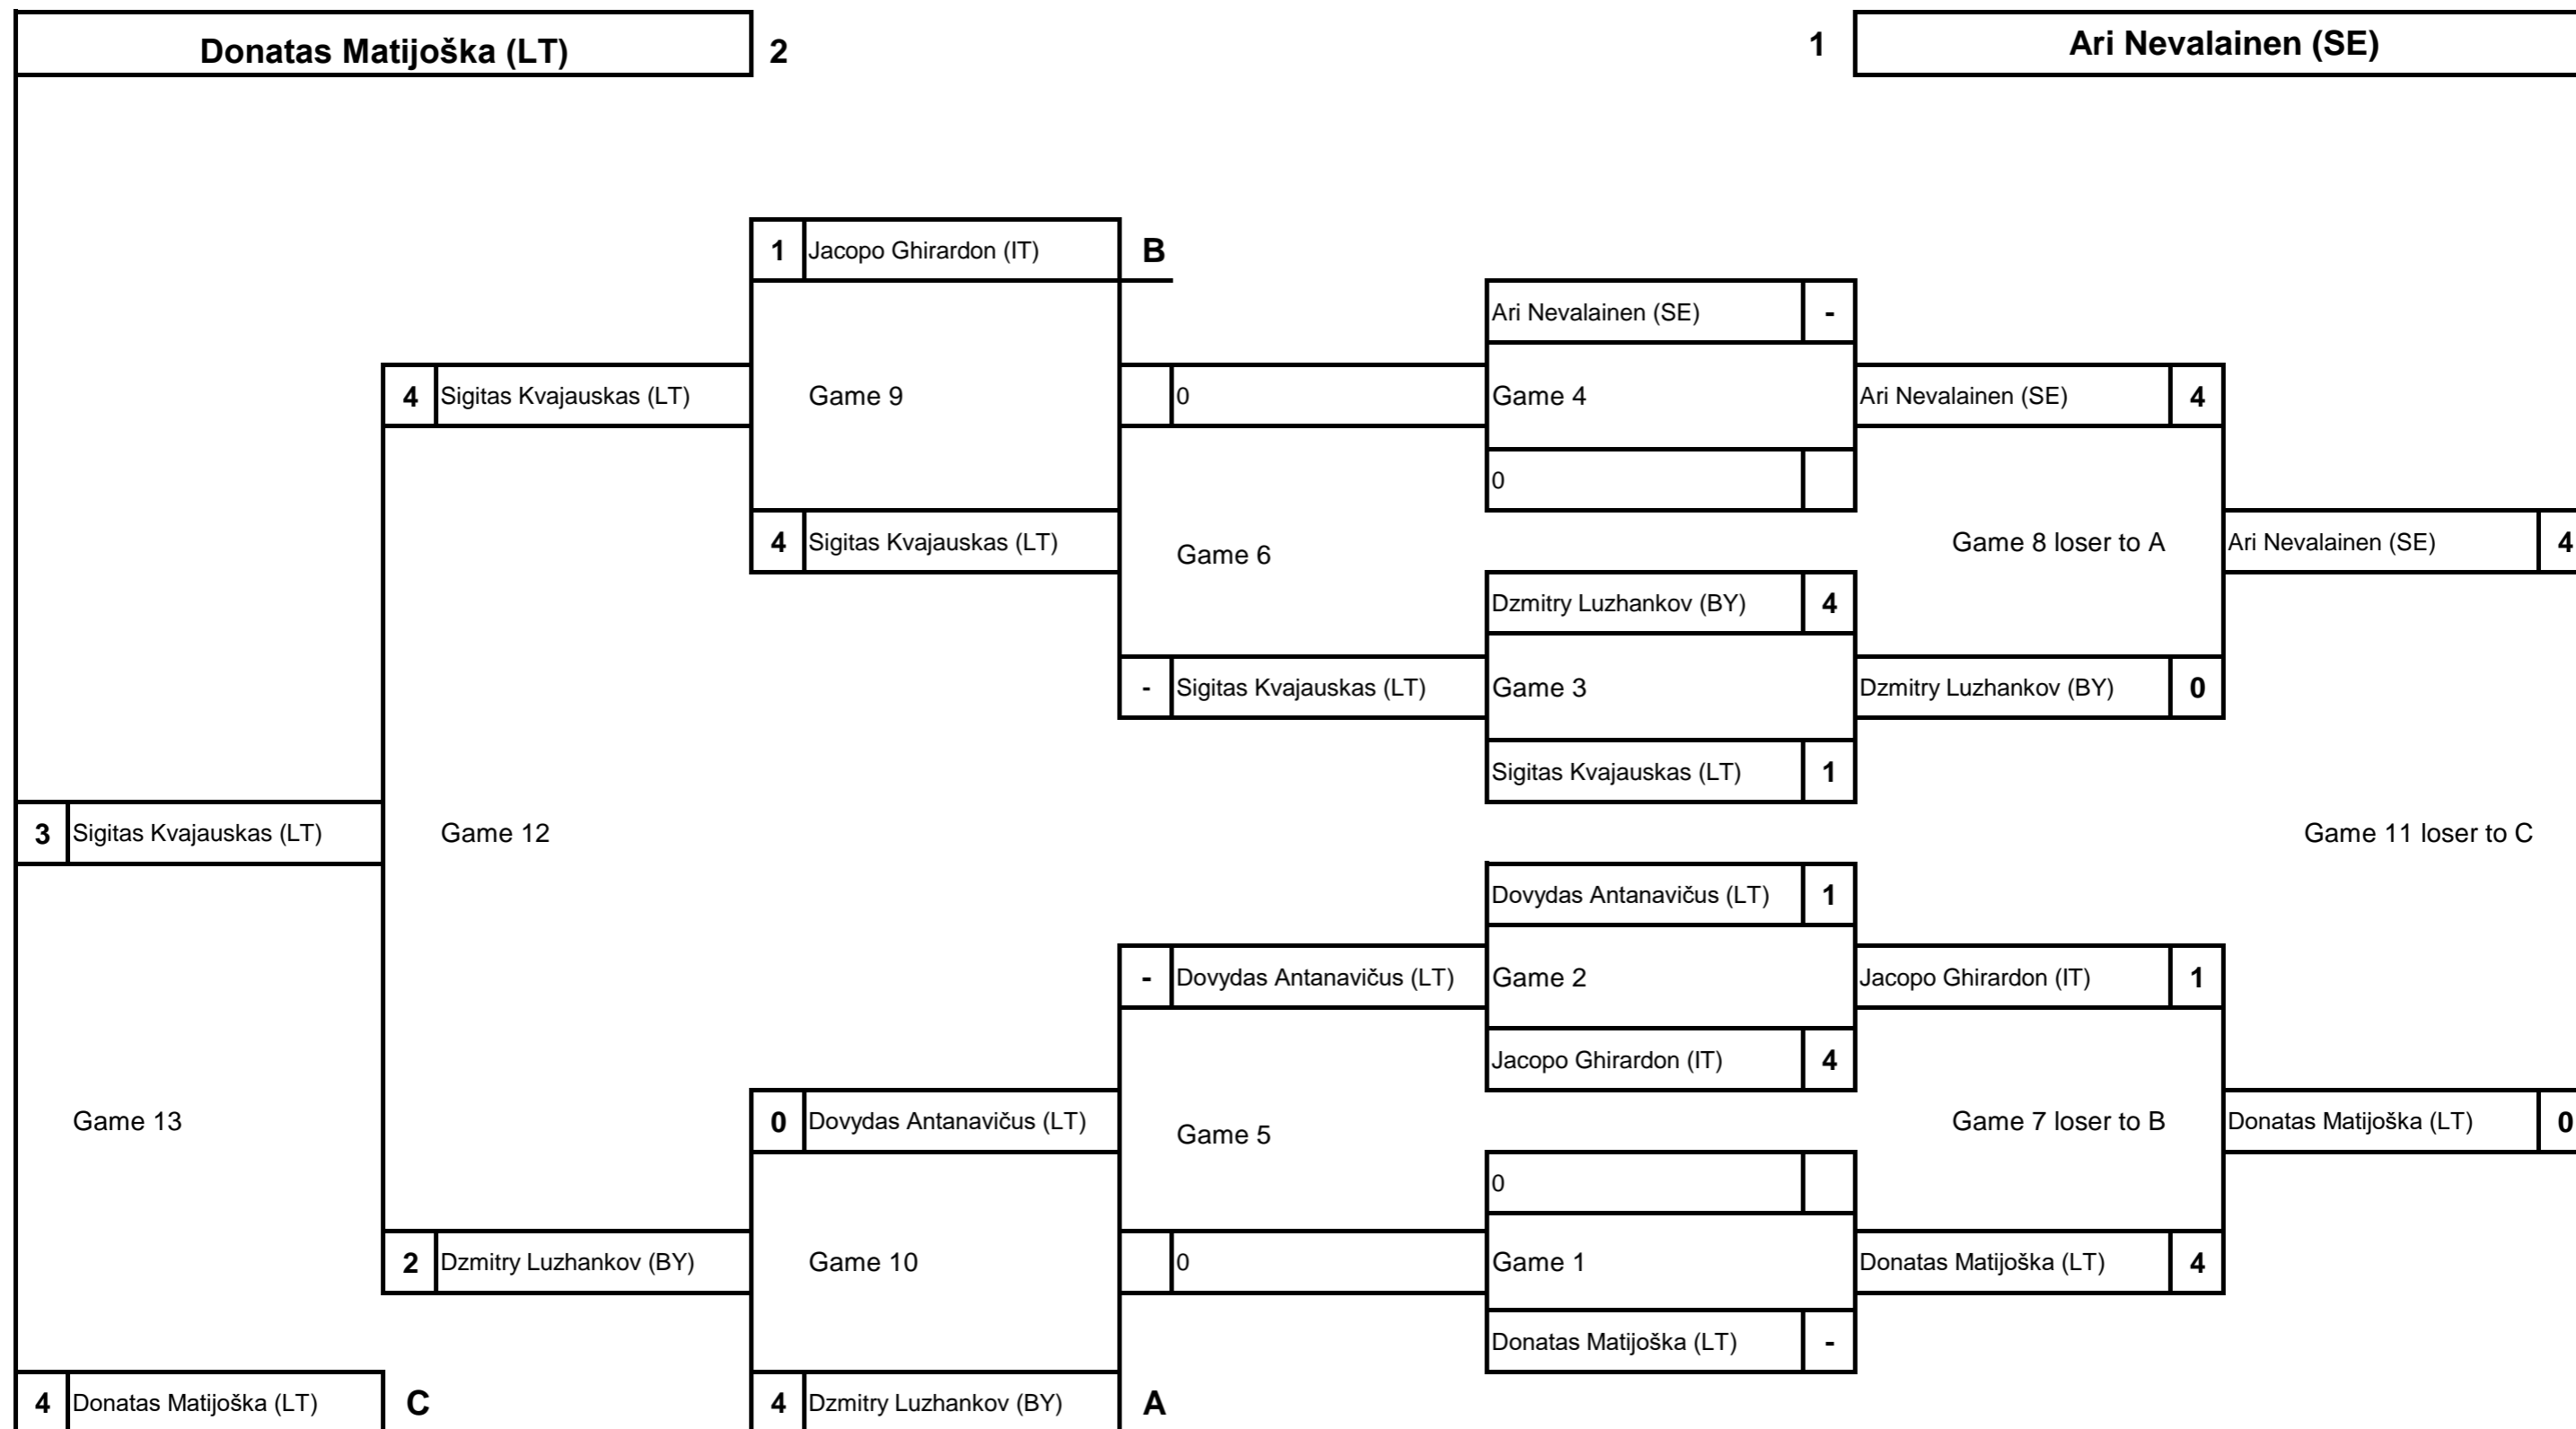 Donatas Matijoška (LT) 2 1 Ari Nevalainen (SE)
1 Jacopo Ghirardon (IT) B
Ari Nevalainen (SE) -
4 Sigitas Kvajauskas (LT) Game 9 0 Game 4 Ari Nevalainen (SE) 4
0
4 Sigitas Kvajauskas (LT) Game 6 Game 8 loser to A Ari Nevalainen (SE) 4
Dzmitry Luzhankov (BY) 4
- Sigitas Kvajauskas (LT) Game 3 Dzmitry Luzhankov (BY) 0
Sigitas Kvajauskas (LT) 1
3 Sigitas Kvajauskas (LT) Game 12 Game 11 loser to C
Dovydas Antanavičus (LT) 1
- Dovydas Antanavičus (LT) Game 2 Jacopo Ghirardon (IT) 1
Jacopo Ghirardon (IT) 4
Game 13 0 Dovydas Antanavičus (LT) Game 5 Game 7 loser to B Donatas Matijoška (LT) 0
0
2 Dzmitry Luzhankov (BY) Game 10 0 Game 1 Donatas Matijoška (LT) 4
Donatas Matijoška (LT) -
4 Donatas Matijoška (LT) C 4 Dzmitry Luzhankov (BY) A